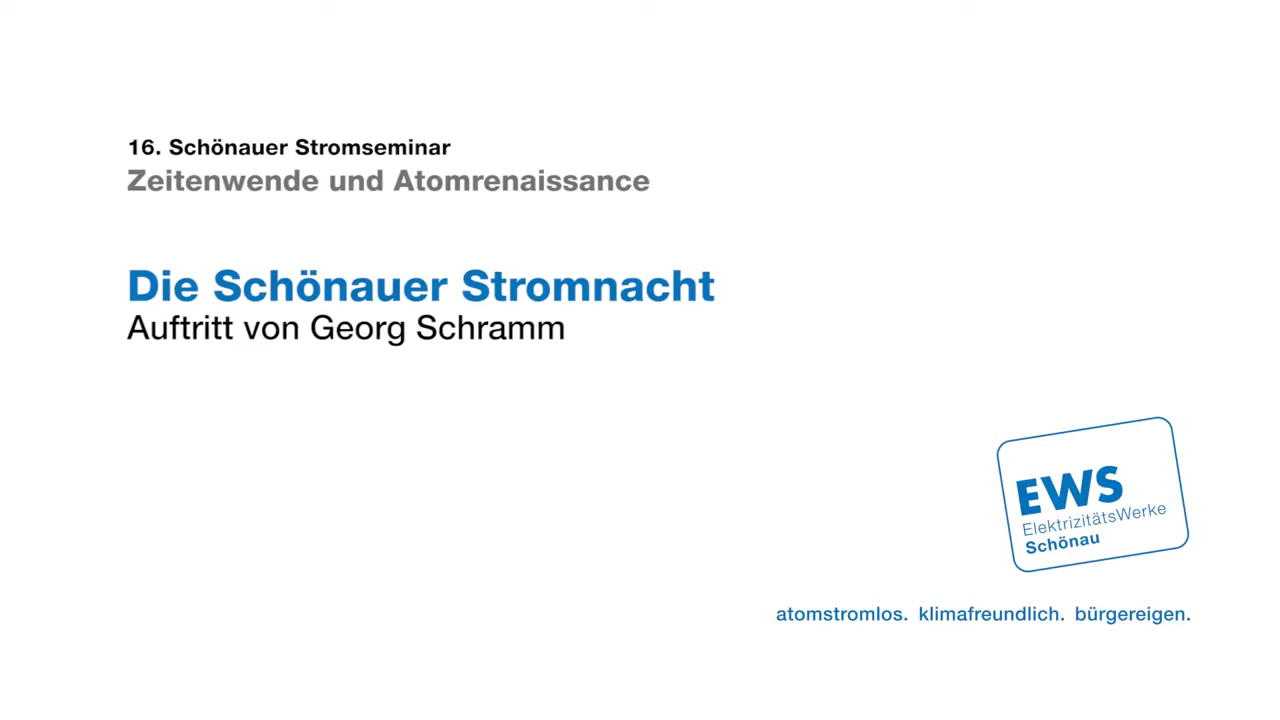 16. Schönauer Stromseminar
Zeitenwende und Atomrenaissance
Die Schönauer Stromnacht
Auftritt von Georg Schramm
EWS
ElektrizitätsWerke
Schönau
atomstromlos. klimafreundlich. bürgereigen.